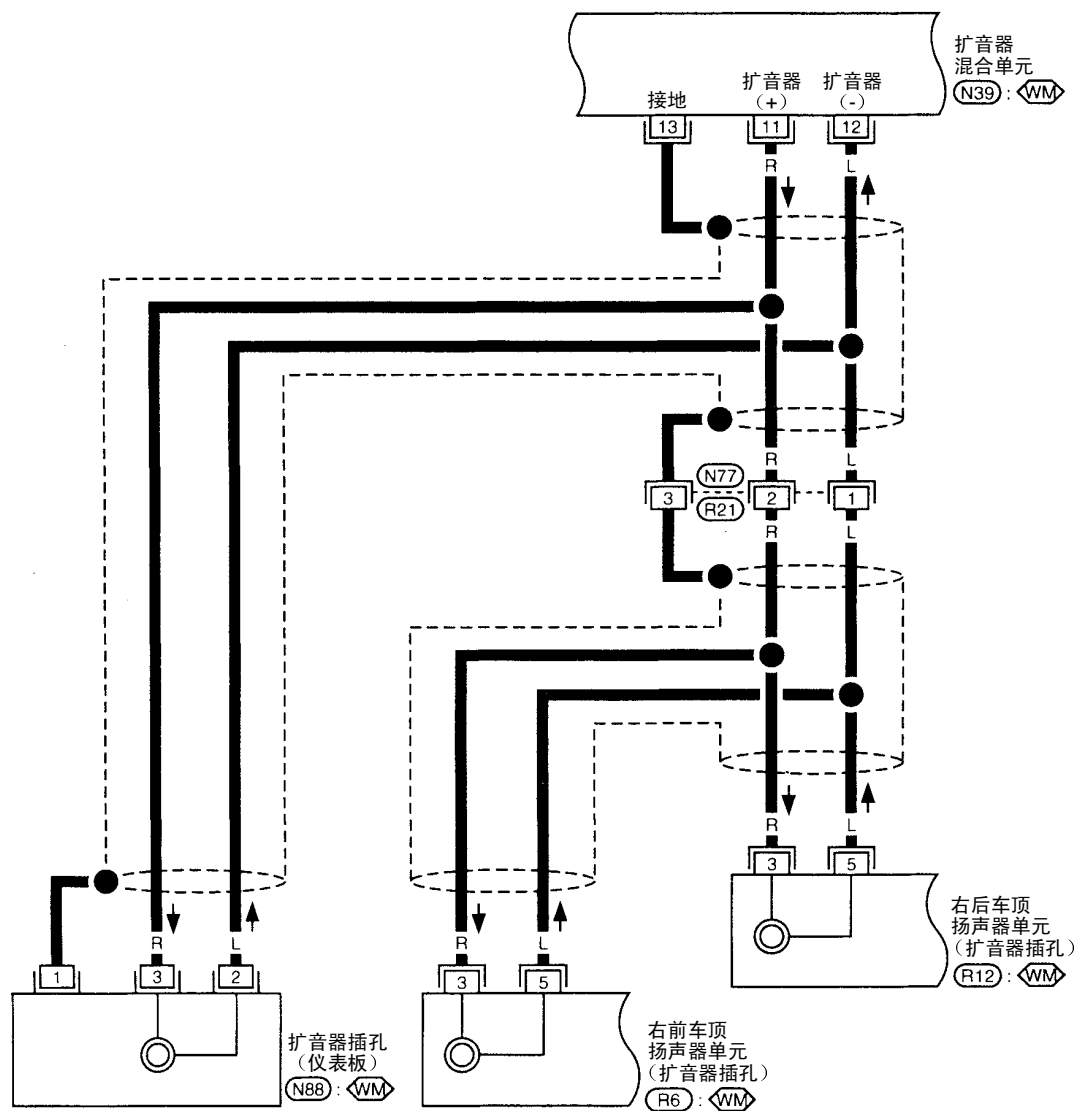 扩音器
混合单元
N39 : WM
接地
扩音器
(+)
扩音器
(-)
13
11
12
R
L
R
L
N77
3
2
1
R21
R
L
R
L
3
5
右后车顶
扬声器单元
(扩音器插孔)
R12 : WM
R
L
R
L
1
3
2
3
5
扩音器插孔
(仪表板)
N88 : WM
右前车顶
扬声器单元
(扩音器插孔)
R6 : WM